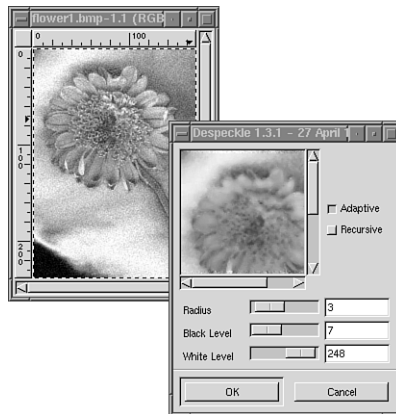 flower1.bmp-1.1 (RGB
0 100
0
100
200
Despeckle 1.3.1 - 27 April 1
Adaptive
Recursive
Radius 3
Black Level 7
White Level 248
OK Cancel